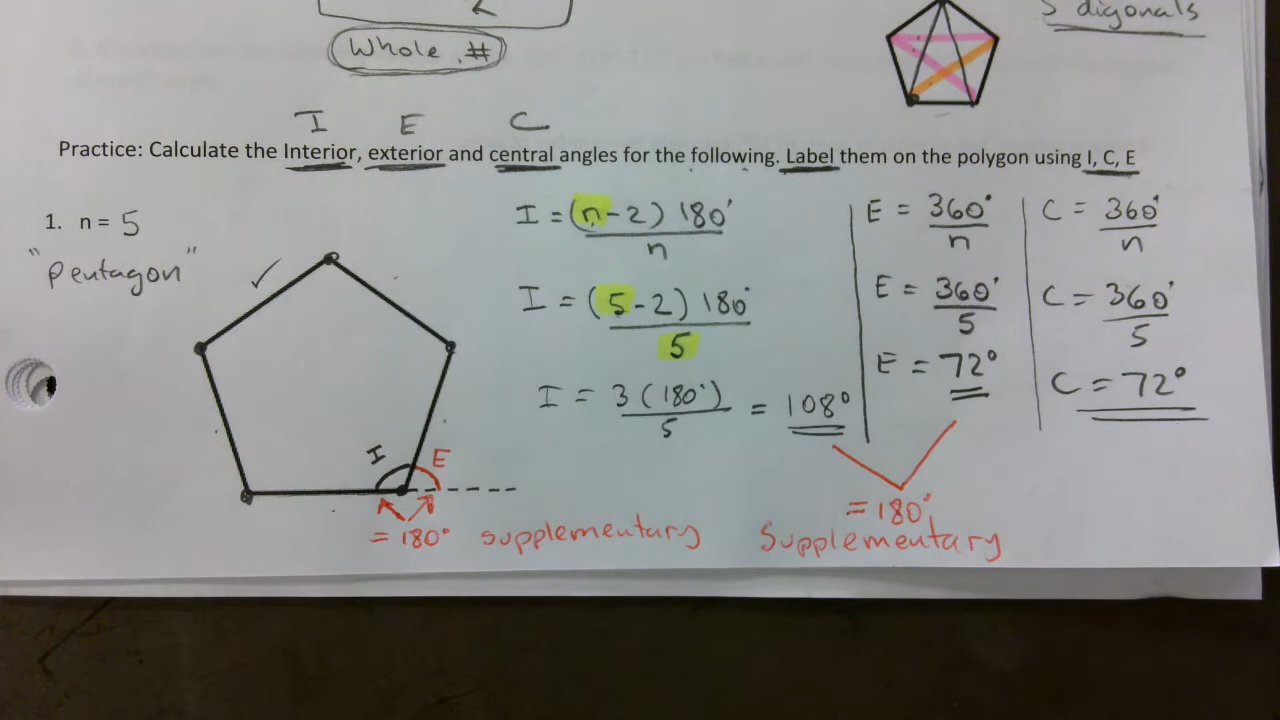 5 digonals
Whole #
I E C
Practice: Calculate the Interior, exterior and central angles for the following. Label them on the polygon using I, C, E
1. n = 5
"Pentagon"
I = (n-2) 180°
n
I = (5-2) 180°
5
I = 3 (180°) = 108°
5
E = 360°
n
E = 360°
5
E = 72°
C = 360°
n
C = 360°
5
C = 72°
I E
= 180° supplementary
= 180°
Supplementary